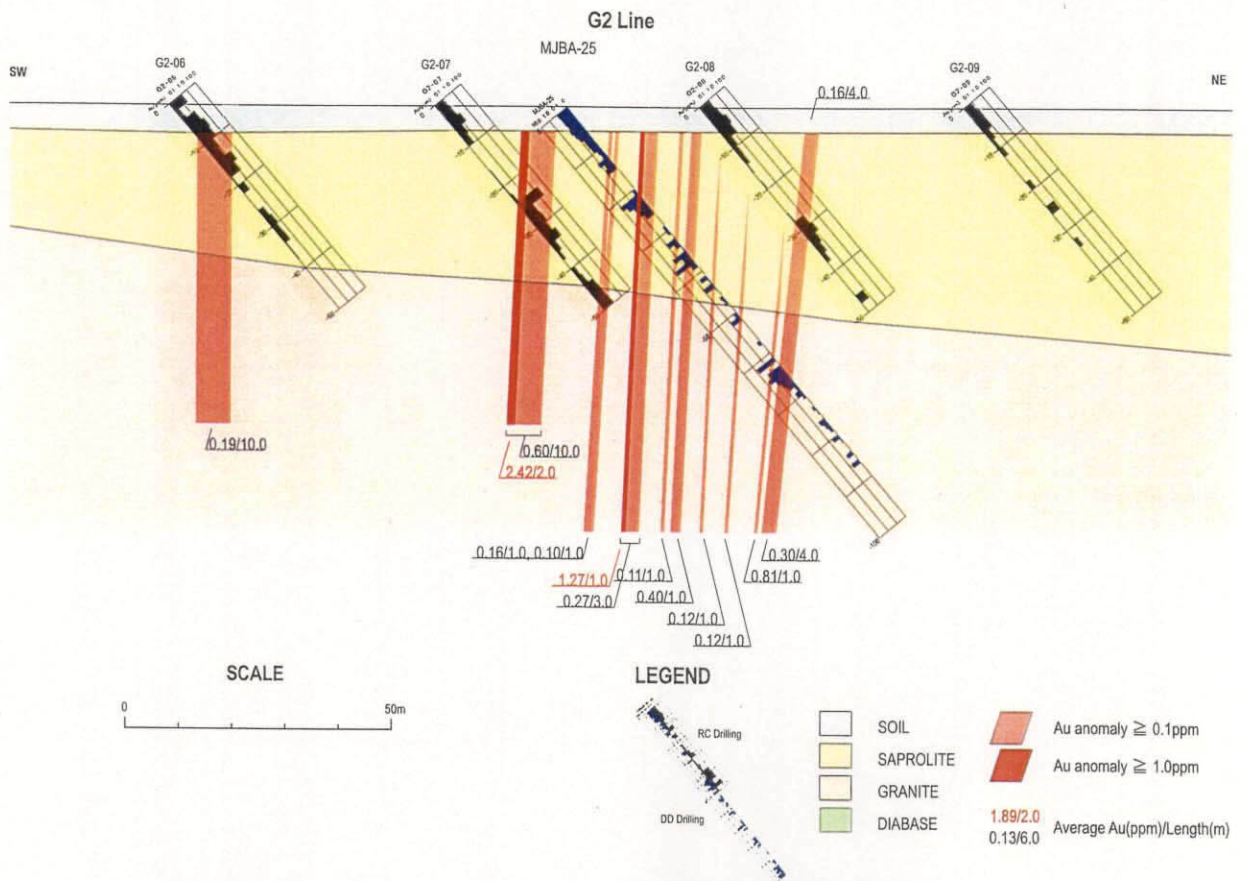 G2 Line
MJBA-25
SW
G2-06
G2-07
G2-08
G2-09
NE
0.16/4.0
0.19/10.0
0.60/10.0
2.42/2.0
0.16/1.0, 0.10/1.0
1.27/1.0
0.27/3.0
0.11/1.0
0.40/1.0
0.12/1.0
0.12/1.0
0.30/4.0
0.81/1.0
SCALE
0
50m
LEGEND
RC Drilling
DD Drilling
SOIL
SAPROLITE
GRANITE
DIABASE
Au anomaly ≧ 0.1ppm
Au anomaly ≧ 1.0ppm
1.89/2.0
0.13/6.0
Average Au(ppm)/Length(m)